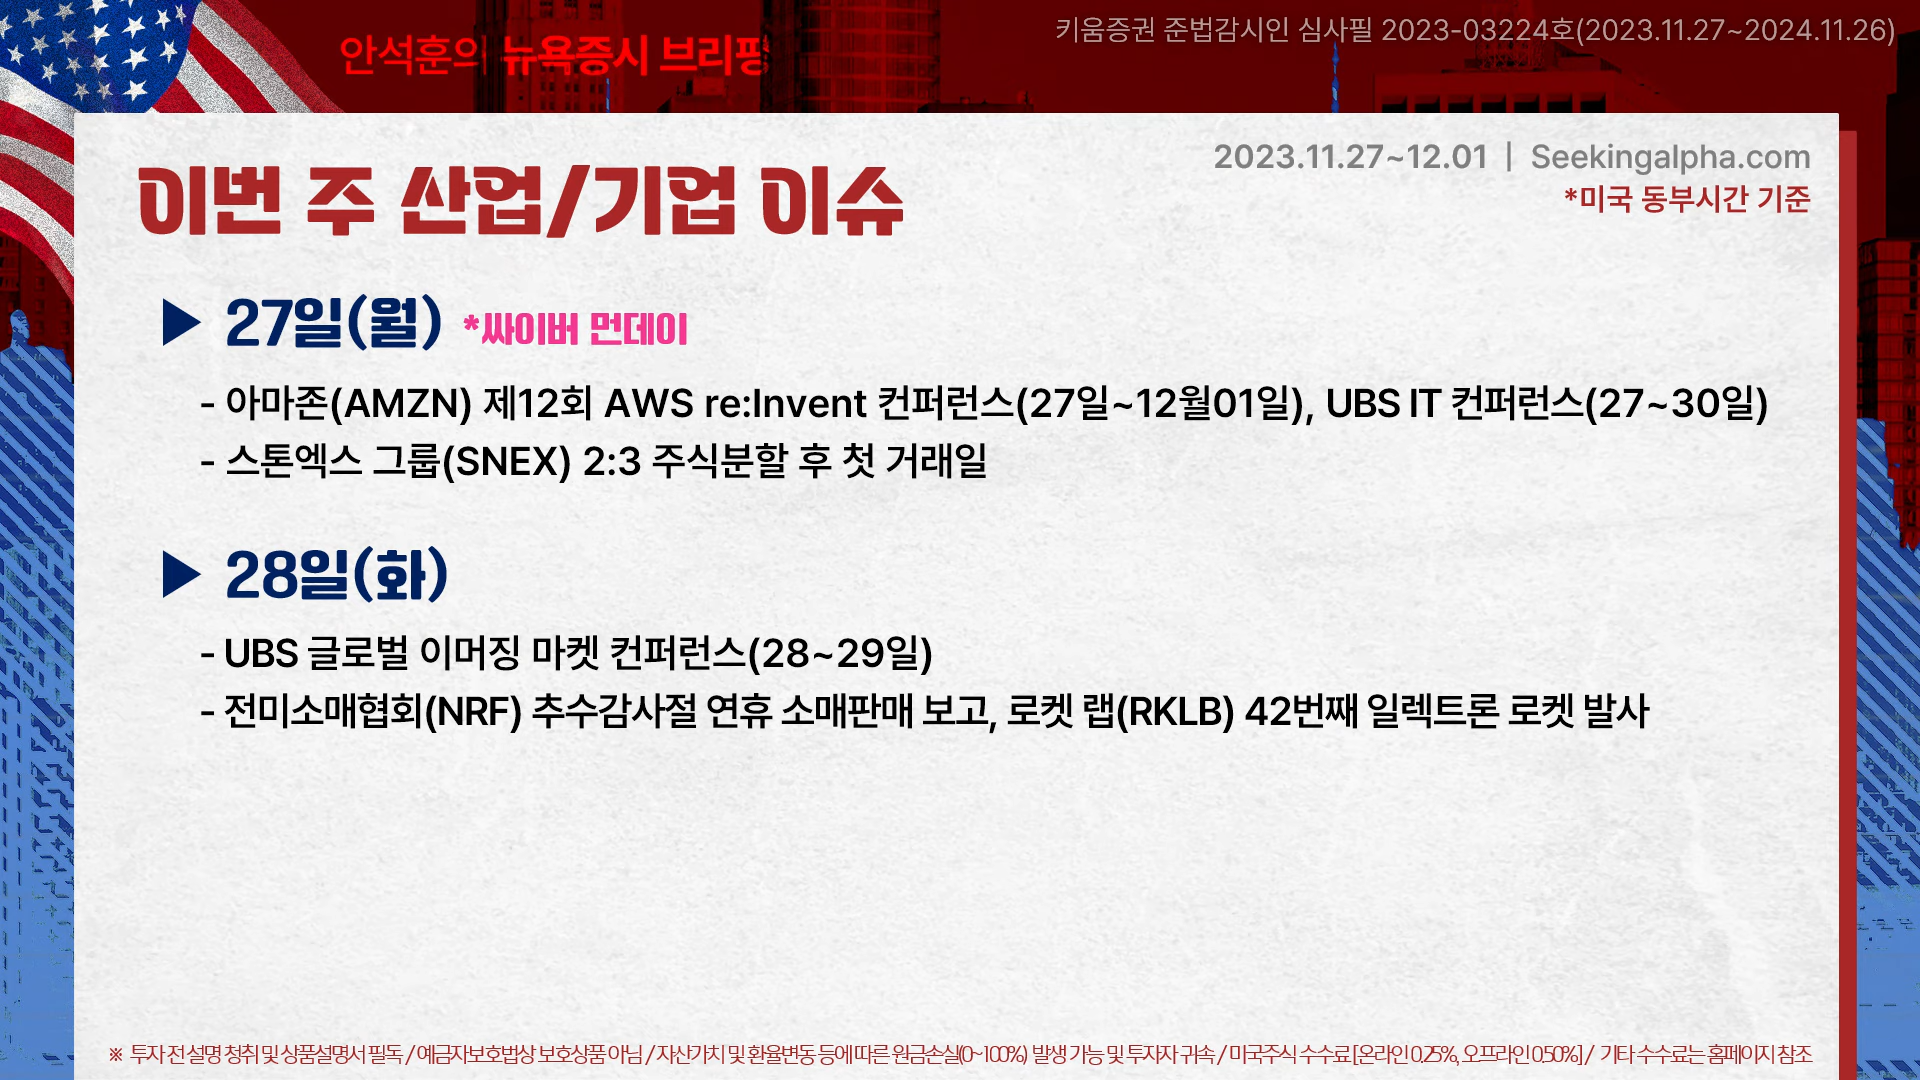 안석훈의 뉴욕증시 브리핑
키움증권 준법감시인 심사필 2023-03224호(2023.11.27~2024.11.26)
이번 주 산업/기업 이슈
2023.11.27~12.01 | Seekingalpha.com
*미국 동부시간 기준
▶ 27일(월) *싸이버 먼데이
- 아마존(AMZN) 제12회 AWS re:Invent 컨퍼런스(27일~12월01일), UBS IT 컨퍼런스(27~30일)
- 스톤엑스 그룹(SNEX) 2:3 주식분할 후 첫 거래일
▶ 28일(화)
- UBS 글로벌 이머징 마켓 컨퍼런스(28~29일)
- 전미소매협회(NRF) 추수감사절 연휴 소매판매 보고, 로켓 랩(RKLB) 42번째 일렉트론 로켓 발사
※ 투자 전 설명 청취 및 상품설명서 필독 / 예금자보호법상 보호상품 아님 / 자산가치 및 환율변동 등에 따른 원금손실(0~100%) 발생 가능 및 투자자 귀속 / 미국주식 수수료 [온라인 0.25%, 오프라인 0.50%] / 기타 수수료는 홈페이지 참조